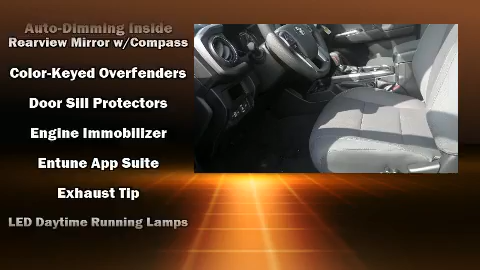 Auto-Dimming Inside
Rearview Mirror w/Compass
Color-Keyed Overfenders
Door Sill Protectors
Engine Immobilizer
Entune App Suite
Exhaust Tip
LED Daytime Running Lamps